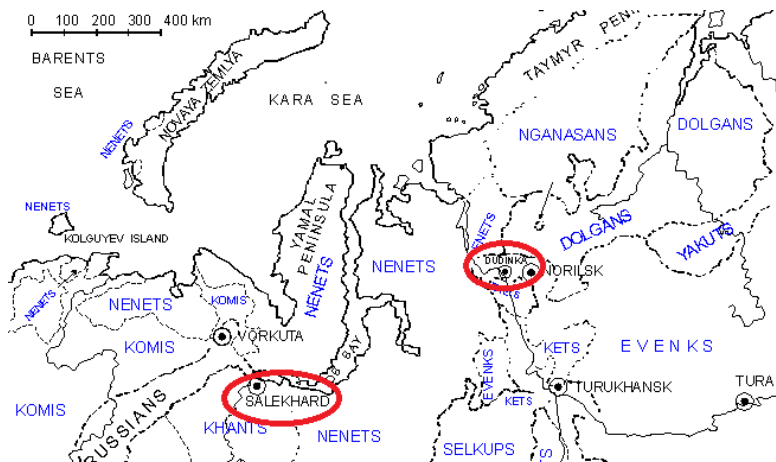 0 100 200 300 400 km
BARENTS
SEA
NOVAYA ZEMLYA
KARA SEA
TAYMYR PENI
NENETS
NGANASANS
DOLGANS
NENETS
KOLGUYEV ISLAND
YAMAL
PENINSULA
NENETS
NENETS
DOLGANS
YAKUTS
DUDINKA
NORILSK
NENETS
NENETS
KOMIS
VORKUTA
KOMIS
OB BAY
KETS
EVENKS
EVENKS
TURUKHANSK
TURA
KETS
SALEKHARD
KOMIS
RUSSIANS
KHANTS
NENETS
SELKUPS